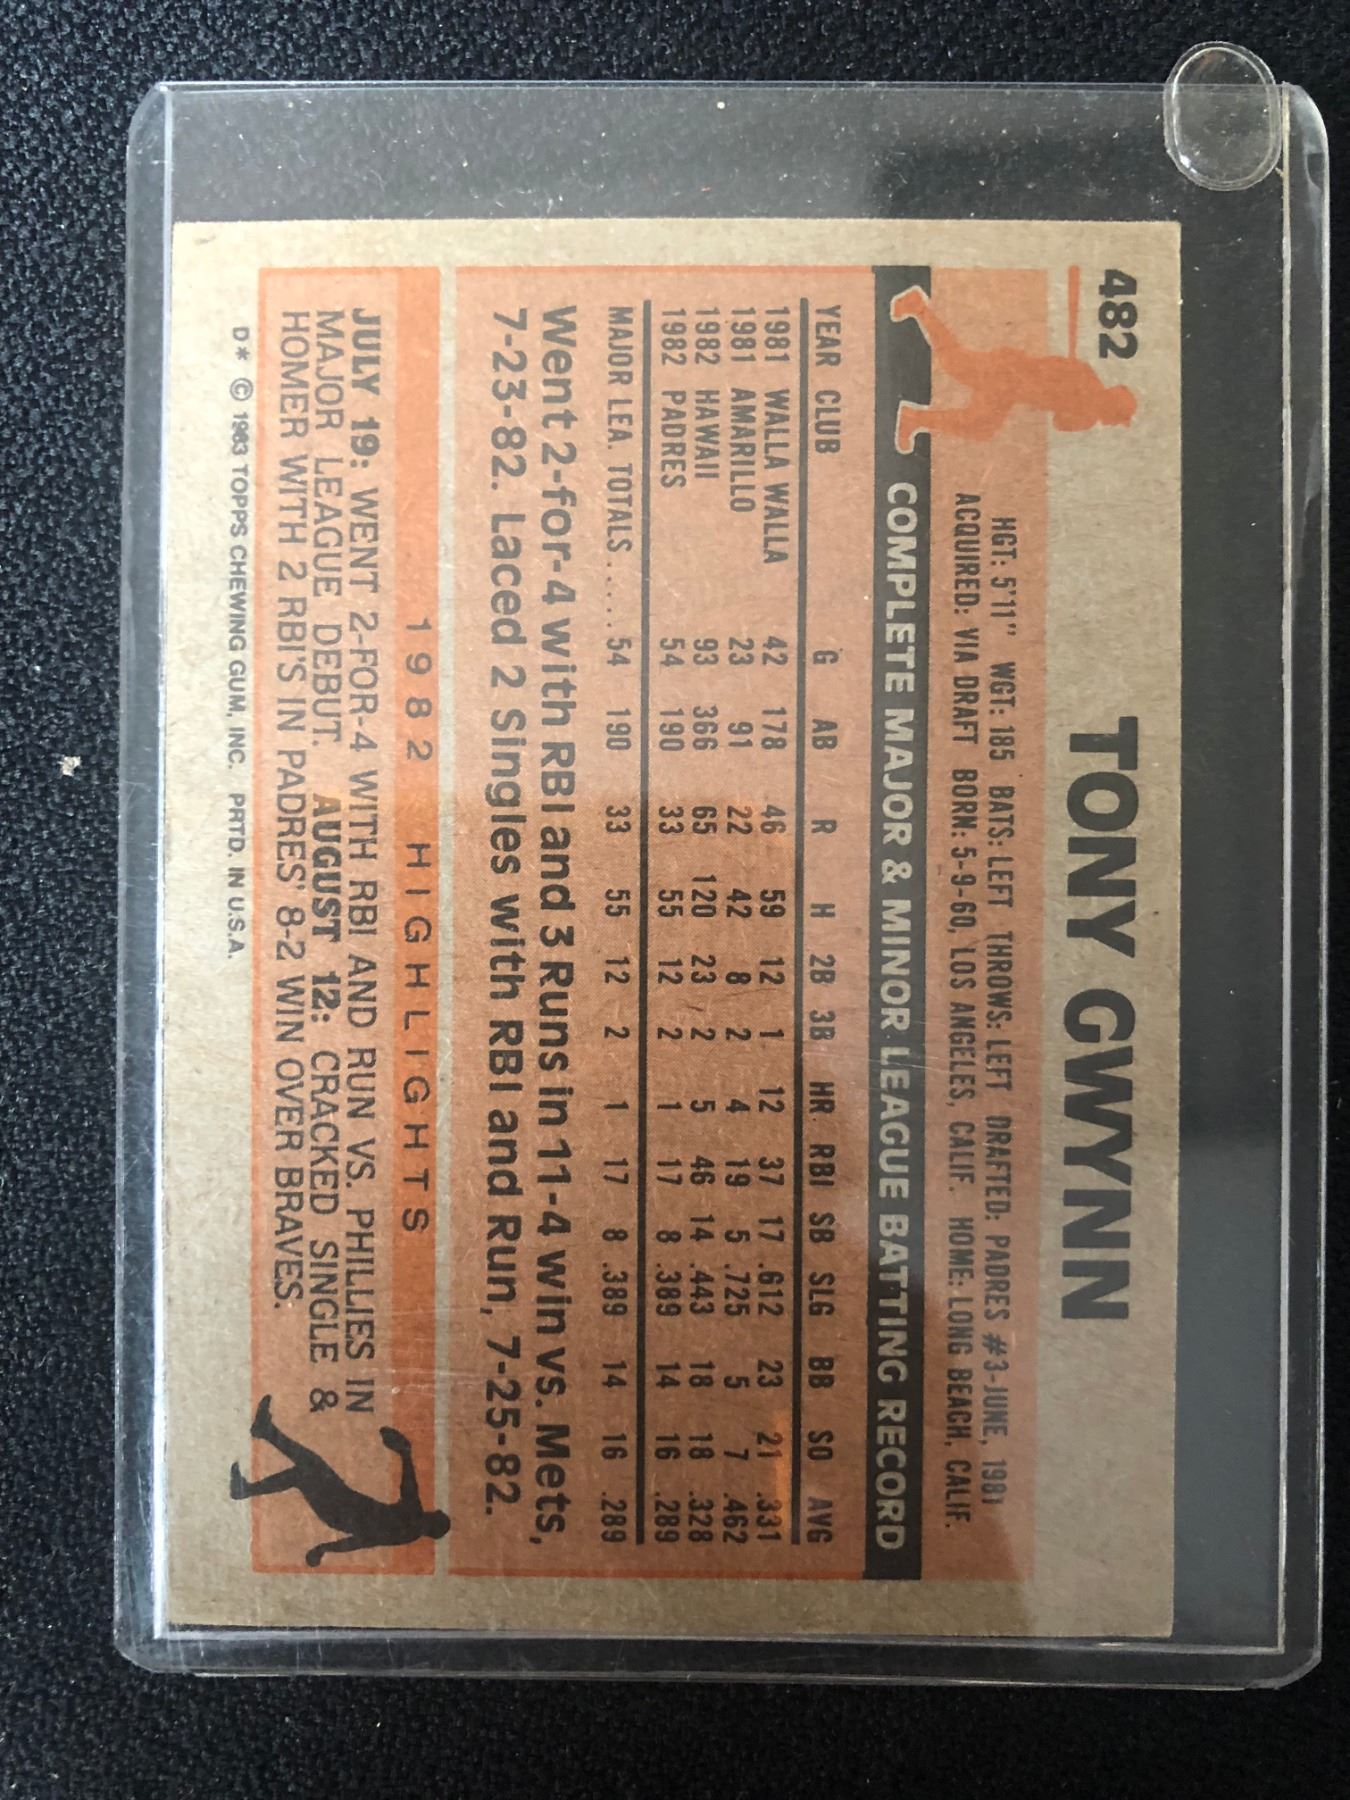 482
TONY GWYNN
HGT: 5'11" WGT: 185 BATS: LEFT THROWS: LEFT DRAFTED: PADRES #3-JUNE, 1981
ACQUIRED: VIA DRAFT BORN: 5-9-60, LOS ANGELES, CALIF. HOME: LONG BEACH, CALIF.
COMPLETE MAJOR & MINOR LEAGUE BATTING RECORD
YEAR CLUB G AB R H 2B 3B HR RBI SB SLG BB SO AVG
1981 WALLA WALLA 42 178 46 59 12 1 12 37 17 .612 23 21 .331
1981 AMARILLO 23 91 22 42 8 2 4 19 5 .725 5 7 .462
1982 HAWAII 93 366 65 120 23 2 5 46 14 .443 18 18 .328
1982 PADRES 54 190 33 55 12 2 1 17 8 .389 14 16 .289
MAJOR LEA. TOTALS..... 54 190 33 55 12 2 1 17 8 .389 14 16 .289
Went 2-for-4 with RBI and 3 Runs in 11-4 win vs. Mets,
7-23-82. Laced 2 Singles with RBI and Run, 7-25-82.
1982 HIGHLIGHTS
JULY 19: WENT 2-FOR-4 WITH RBI AND RUN VS. PHILLIES IN
MAJOR LEAGUE DEBUT. AUGUST 12: CRACKED SINGLE &
HOMER WITH 2 RBI'S IN PADRES' 8-2 WIN OVER BRAVES.
D* © 1983 TOPPS CHEWING GUM, INC. PRTD. IN U.S.A.